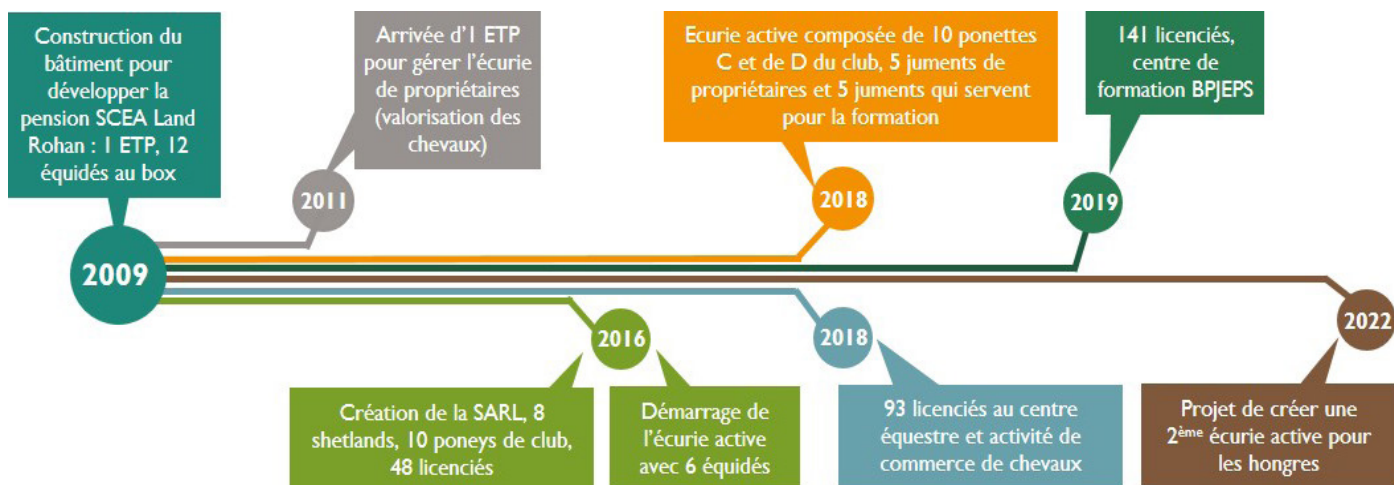 Construction du
bâtiment pour
développer la
pension SCEA Land
Rohan : 1 ETP, 12
équidés au box
2009
Arrivée d'1 ETP
pour gérer l'écurie
de propriétaires
(valorisation des
chevaux)
2011
Ecurie active composée de 10 ponettes
C et de D du club, 5 juments de
propriétaires et 5 juments qui servent
pour la formation
2018
141 licenciés,
centre de
formation BPJEPS
2019
2016
Création de la SARL, 8
shetlands, 10 poneys de club,
48 licenciés
Démarrage de
l'écurie active
avec 6 équidés
2018
93 licenciés au centre
équestre et activité de
commerce de chevaux
2022
Projet de créer une
2ème écurie active pour
les hongres